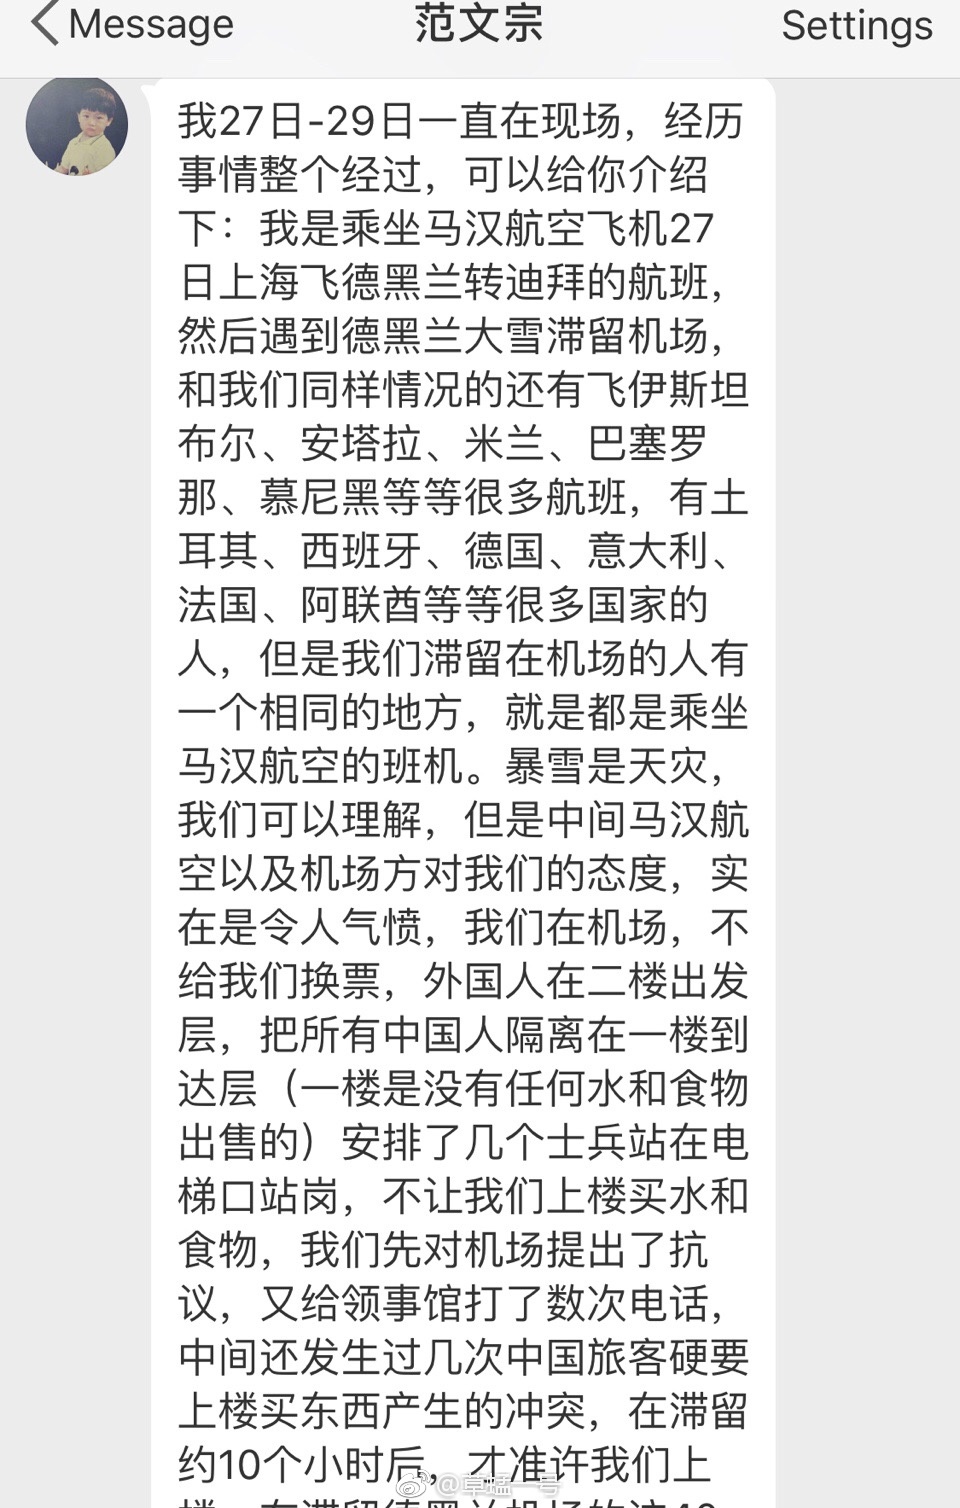 Message 范文宗 Settings
我27日-29日一直在现场，经历
事情整个经过，可以给你介绍
下：我是乘坐马汉航空飞机27
日上海飞德黑兰转迪拜的航班，
然后遇到德黑兰大雪滞留机场，
和我们同样情况的还有飞伊斯坦
布尔、安塔拉、米兰、巴塞罗
那、慕尼黑等等很多航班，有土
耳其、西班牙、德国、意大利、
法国、阿联酋等等很多国家的
人，但是我们滞留在机场的人有
一个相同的地方，就是都是乘坐
马汉航空的班机。暴雪是天灾，
我们可以理解，但是中间马汉航
空以及机场方对我们的态度，实
在是令人气愤，我们在机场，不
给我们换票，外国人在二楼出发
层，把所有中国人隔离在一楼到
达层（一楼是没有任何水和食物
出售的）安排了几个士兵站在电
梯口站岗，不让我们上楼买水和
食物，我们先对机场提出了抗
议，又给领事馆打了数次电话，
中间还发生过几次中国旅客硬要
上楼买东西产生的冲突，在滞留
约10个小时后，才准许我们上
楼，在滞留德黑兰机场的这40
@草蜢一号